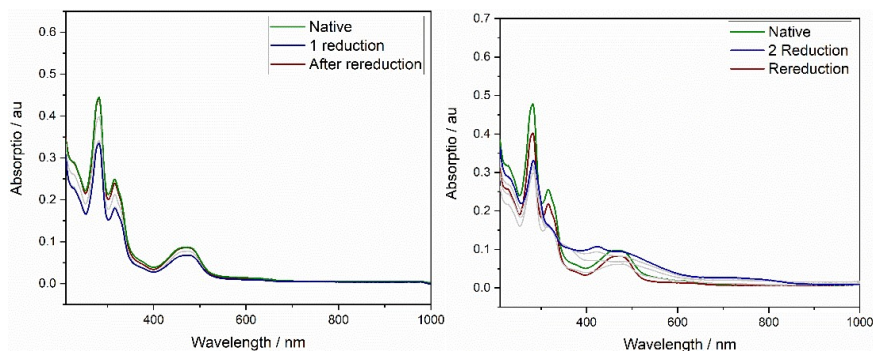 0.6
0.5
0.4
0.3
0.2
0.1
0.0
Absorptio / au
Native
1 reduction
After rereduction
400
600
800
1000
Wavelength / nm
0.7
0.6
0.5
0.4
0.3
0.2
0.1
0.0
Absorptio / au
Native
2 Reduction
Rereduction
400
600
800
1000
Wavelength / nm